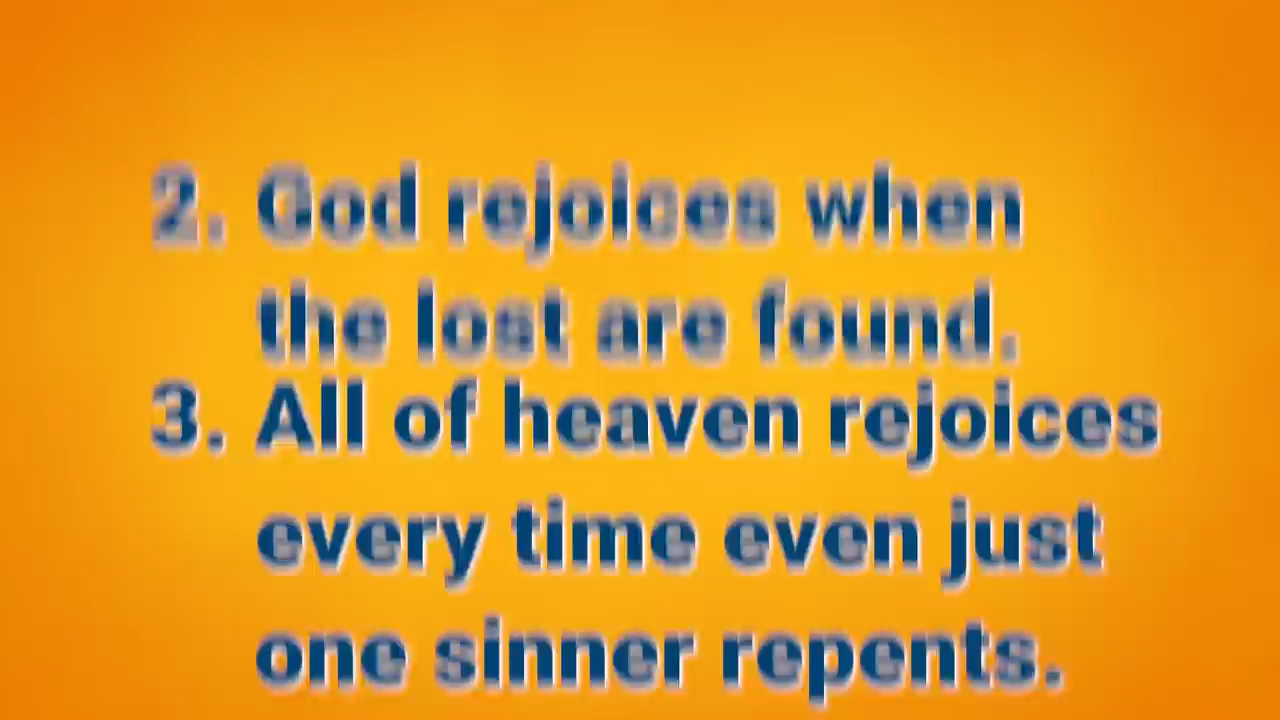 2. God rejoices when
the lost are found.
3. All of heaven rejoices
every time even just
one sinner repents.